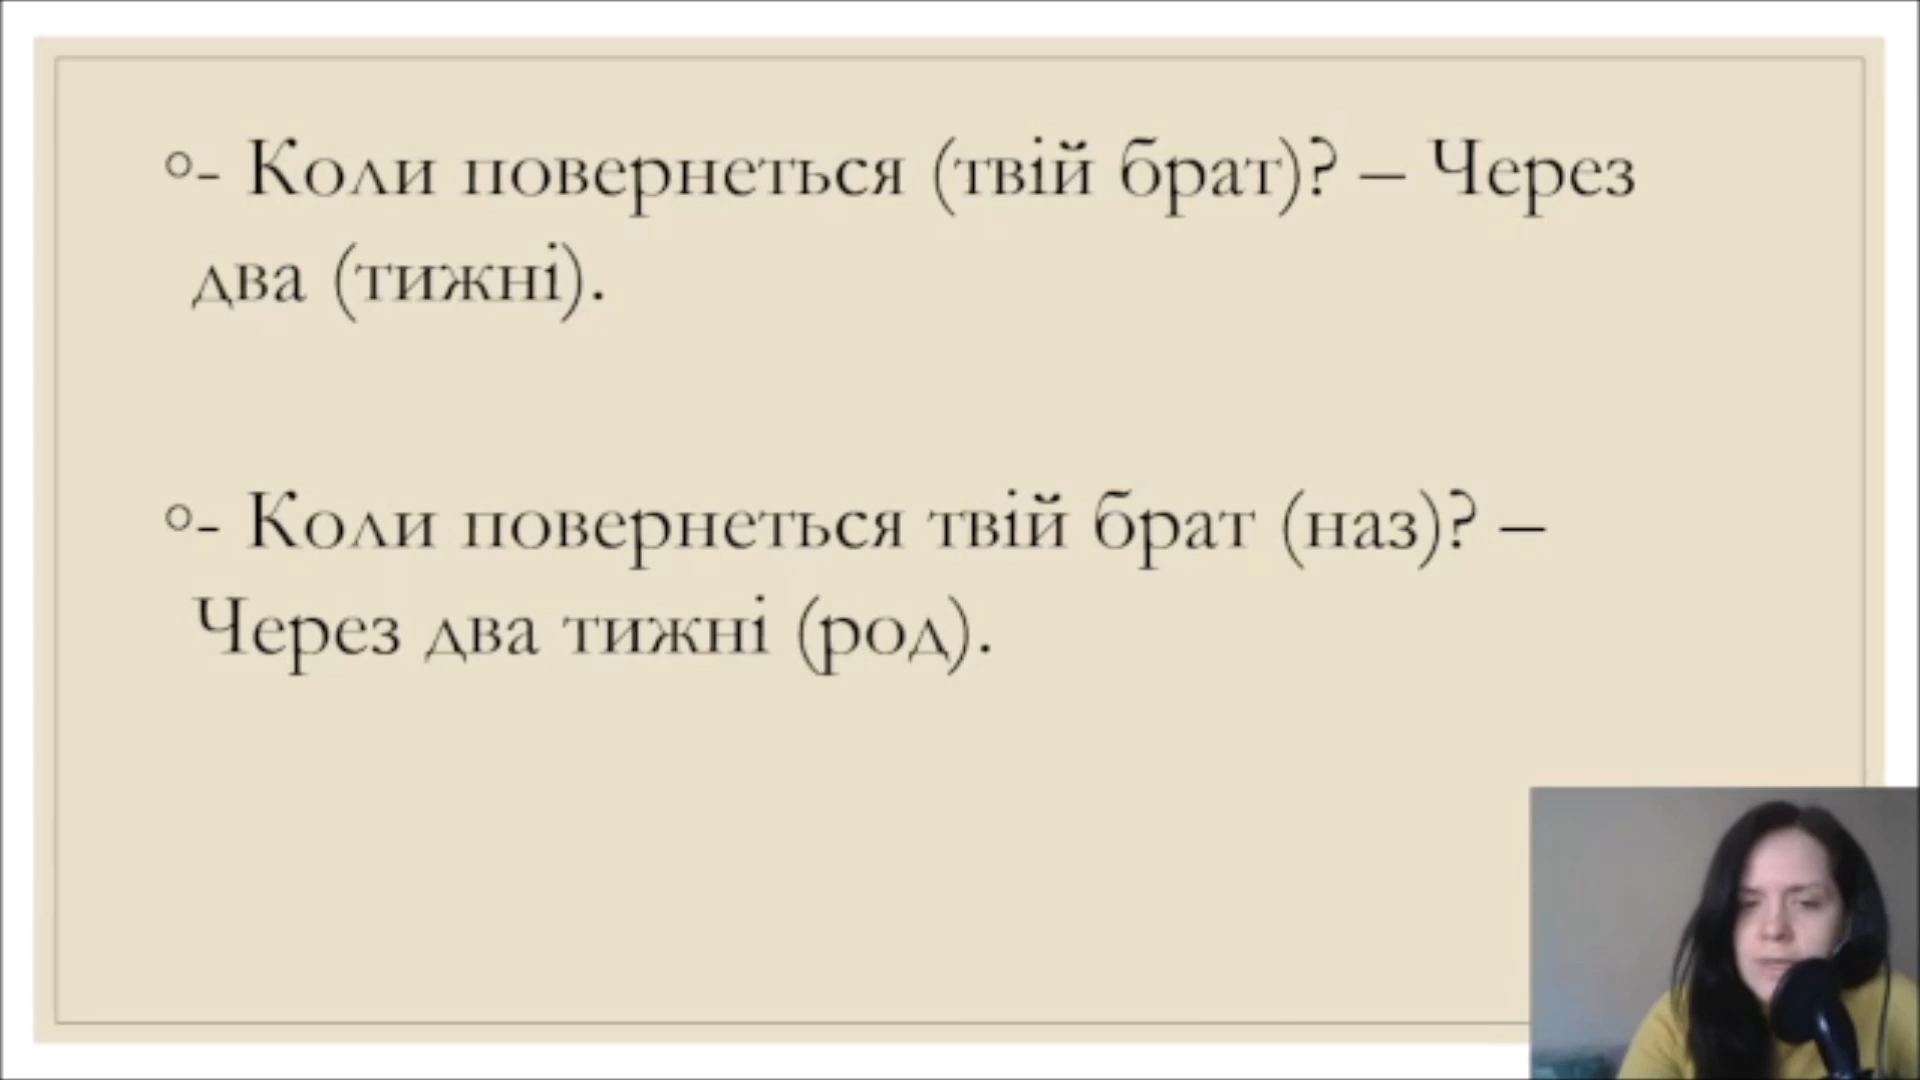 - Коли повернеться (твій брат)? – Через
два (тижні).
- Коли повернеться твій брат (наз)? –
Через два тижні (род).